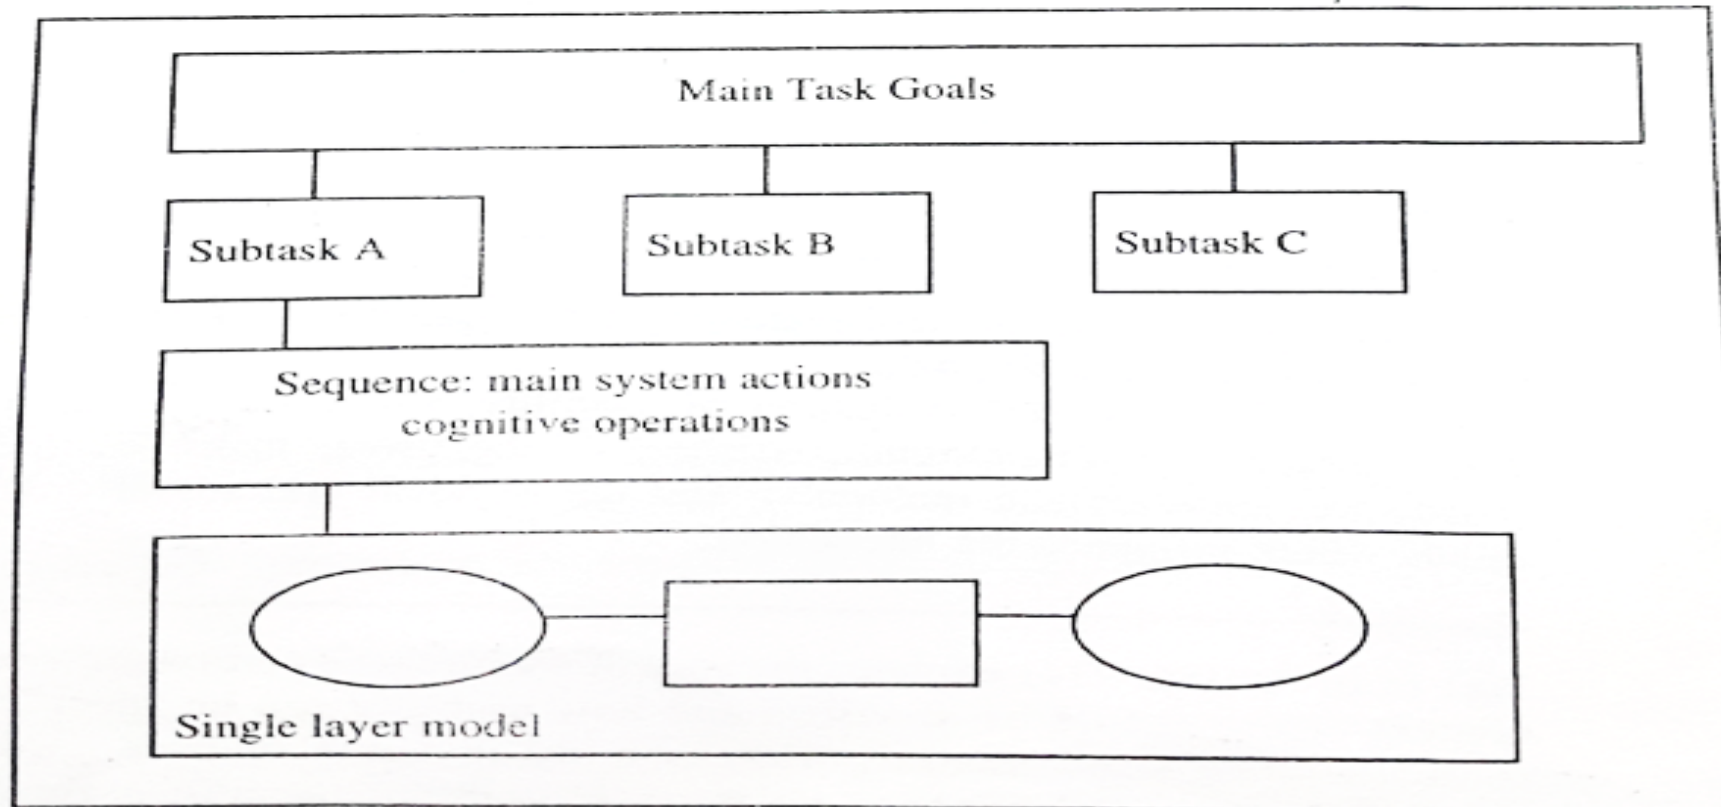 Main Task Goals
Subtask A
Subtask B
Subtask C
Sequence: main system actions
cognitive operations
Single layer model